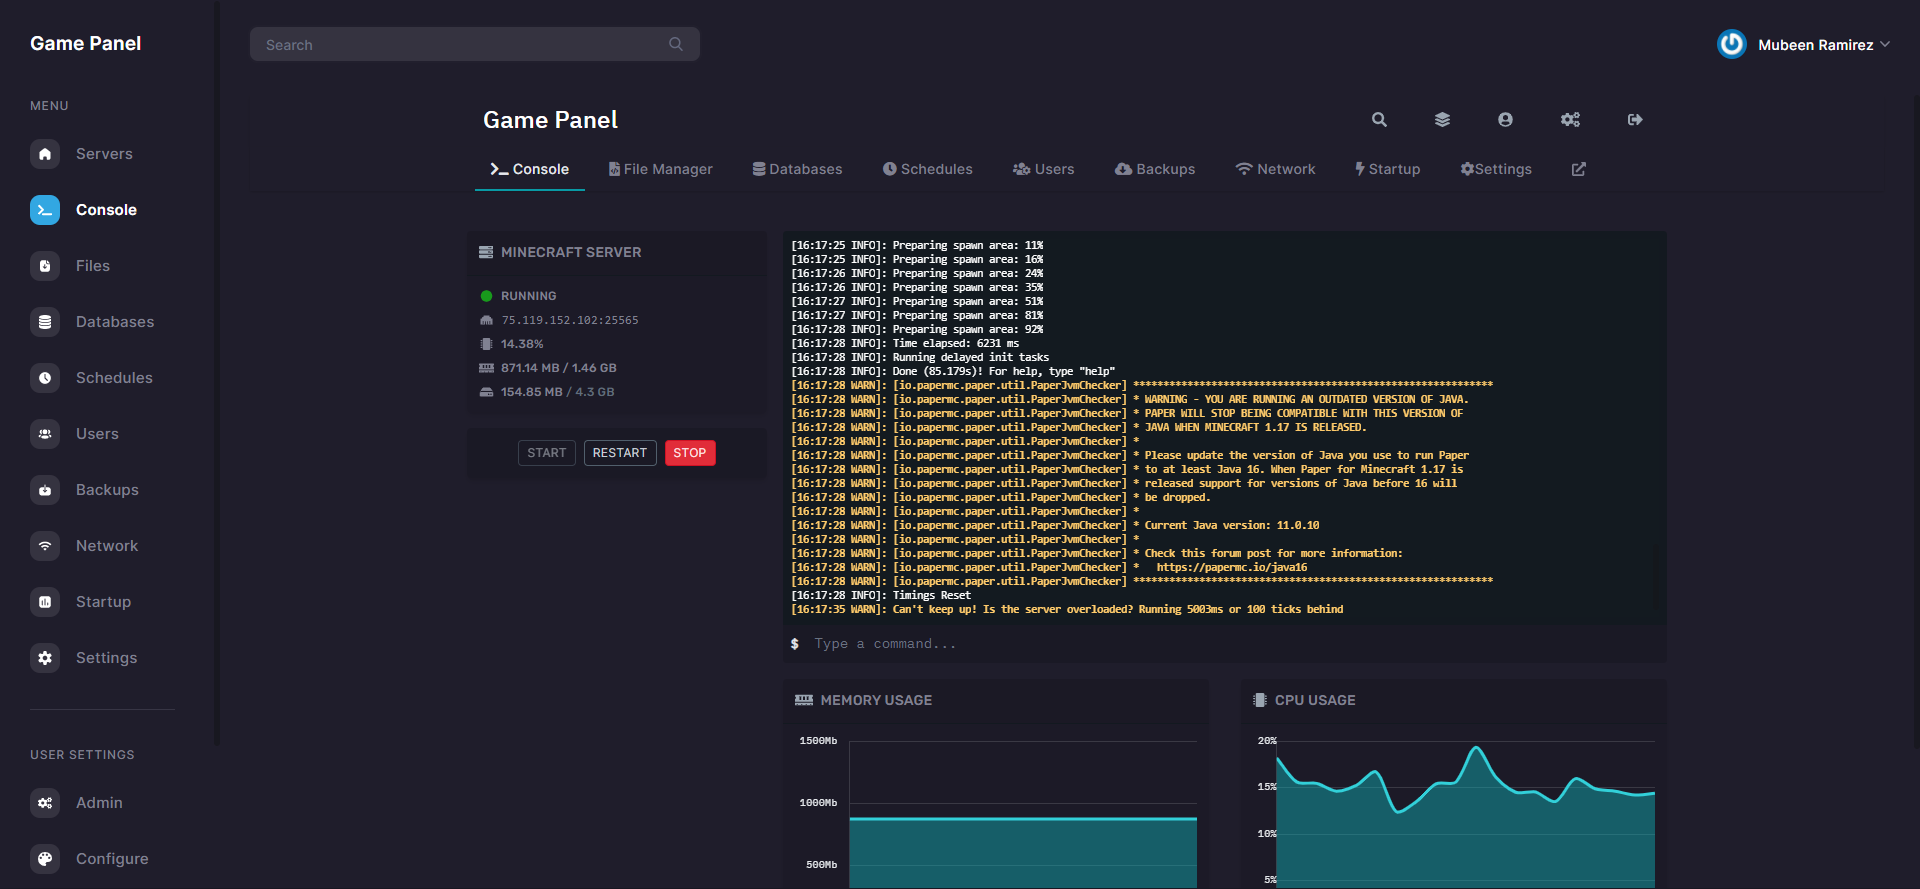 Game Panel
Search
Mubeen Ramirez
MENU
Servers
Console
Files
Databases
Schedules
Users
Backups
Network
Startup
Settings
USER SETTINGS
Admin
Configure
Game Panel
Console File Manager Databases Schedules Users Backups Network Startup Settings
MINECRAFT SERVER
RUNNING
75.119.152.102:25565
14.38%
871.14 MB / 1.46 GB
154.85 MB / 4.3 GB
START RESTART STOP
[16:17:25 INFO]: Preparing spawn area: 11%
[16:17:25 INFO]: Preparing spawn area: 16%
[16:17:26 INFO]: Preparing spawn area: 24%
[16:17:26 INFO]: Preparing spawn area: 35%
[16:17:27 INFO]: Preparing spawn area: 51%
[16:17:27 INFO]: Preparing spawn area: 81%
[16:17:28 INFO]: Preparing spawn area: 92%
[16:17:28 INFO]: Time elapsed: 6231 ms
[16:17:28 INFO]: Running delayed init tasks
[16:17:28 INFO]: Done (85.179s)! For help, type "help"
[16:17:28 WARN]: [io.papermc.paper.util.PaperJvmChecker] ************************************************************
[16:17:28 WARN]: [io.papermc.paper.util.PaperJvmChecker] * WARNING - YOU ARE RUNNING AN OUTDATED VERSION OF JAVA.
[16:17:28 WARN]: [io.papermc.paper.util.PaperJvmChecker] * PAPER WILL STOP BEING COMPATIBLE WITH THIS VERSION OF
[16:17:28 WARN]: [io.papermc.paper.util.PaperJvmChecker] * JAVA WHEN MINECRAFT 1.17 IS RELEASED.
[16:17:28 WARN]: [io.papermc.paper.util.PaperJvmChecker] *
[16:17:28 WARN]: [io.papermc.paper.util.PaperJvmChecker] * Please update the version of Java you use to run Paper
[16:17:28 WARN]: [io.papermc.paper.util.PaperJvmChecker] * to at least Java 16. When Paper for Minecraft 1.17 is
[16:17:28 WARN]: [io.papermc.paper.util.PaperJvmChecker] * released support for versions of Java before 16 will
[16:17:28 WARN]: [io.papermc.paper.util.PaperJvmChecker] * be dropped.
[16:17:28 WARN]: [io.papermc.paper.util.PaperJvmChecker] *
[16:17:28 WARN]: [io.papermc.paper.util.PaperJvmChecker] * Current Java version: 11.0.10
[16:17:28 WARN]: [io.papermc.paper.util.PaperJvmChecker] *
[16:17:28 WARN]: [io.papermc.paper.util.PaperJvmChecker] * Check this forum post for more information:
[16:17:28 WARN]: [io.papermc.paper.util.PaperJvmChecker] *   https://papermc.io/java16
[16:17:28 WARN]: [io.papermc.paper.util.PaperJvmChecker] ************************************************************
[16:17:28 INFO]: Timings Reset
[16:17:35 WARN]: Can't keep up! Is the server overloaded? Running 5003ms or 100 ticks behind
$ Type a command...
MEMORY USAGE
1500Mb
1000Mb
500Mb
CPU USAGE
20%
15%
10%
5%